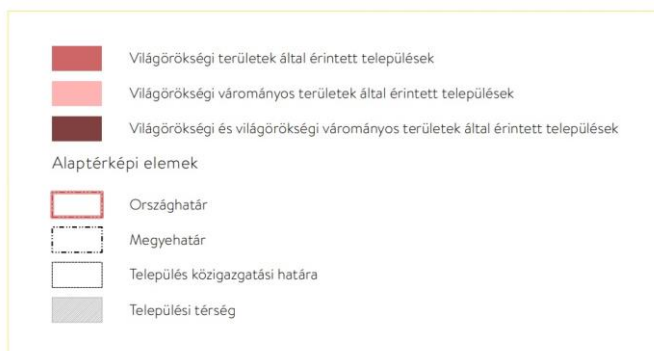 Világörökségi területek által érintett települések
Világörökségi várományos területek által érintett települések
Világörökségi és világörökségi várományos területek által érintett települések
Alaptérképi elemek
Országhatár
Megyehatár
Település közigazgatási határa
Települési térség